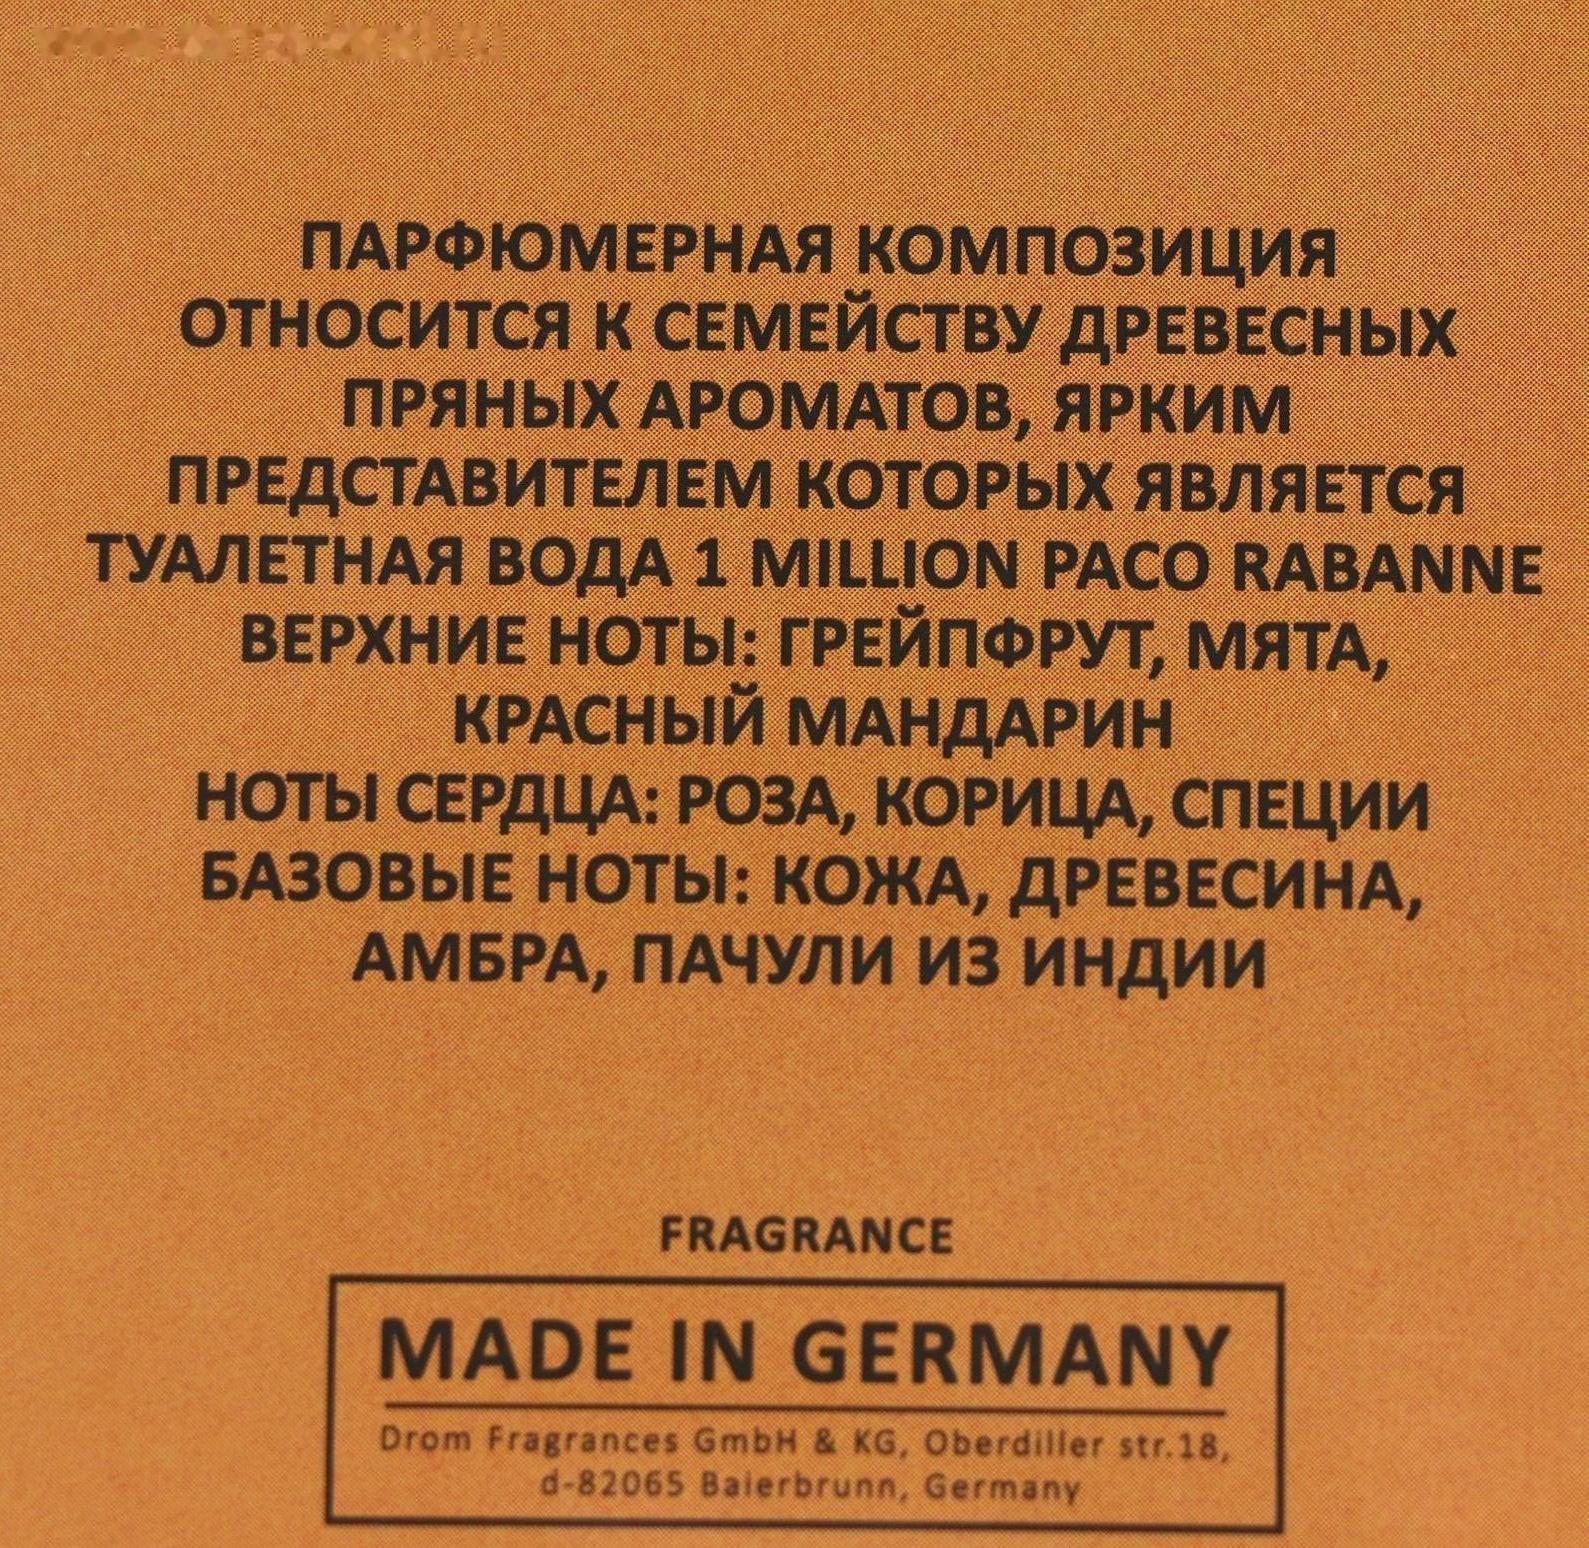 ПАРФЮМЕРНАЯ КОМПОЗИЦИЯ
ОТНОСИТСЯ К СЕМЕЙСТВУ ДРЕВЕСНЫХ
ПРЯНЫХ АРОМАТОВ, ЯРКИМ
ПРЕДСТАВИТЕЛЕМ КОТОРЫХ ЯВЛЯЕТСЯ
ТУАЛЕТНАЯ ВОДА 1 MILLION PACO RABANNE
ВЕРХНИЕ НОТЫ: ГРЕЙПФРУТ, МЯТА,
КРАСНЫЙ МАНДАРИН
НОТЫ СЕРДЦА: РОЗА, КОРИЦА, СПЕЦИИ
БАЗОВЫЕ НОТЫ: КОЖА, ДРЕВЕСИНА,
АМБРА, ПАЧУЛИ ИЗ ИНДИИ
FRAGRANCE
MADE IN GERMANY
Drom Fragrances GmbH & KG, Oberdiller str.18,
d-82065 Baierbrunn, Germany